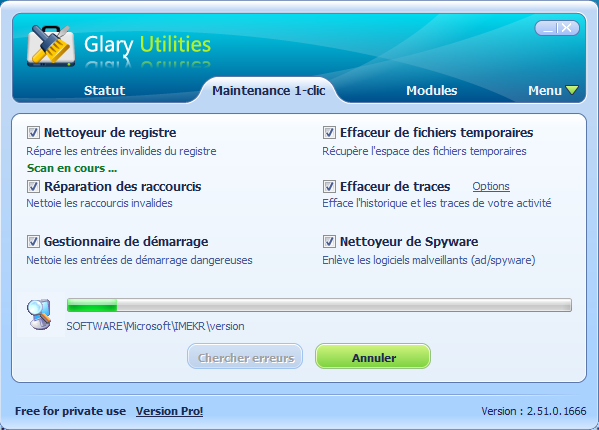 Glary Utilities
Statut
Maintenance 1-clic
Modules
Menu
Nettoyeur de registre
Répare les entrées invalides du registre
Scan en cours ...
Effaceur de fichiers temporaires
Récupère l'espace des fichiers temporaires
Réparation des raccourcis
Nettoie les raccourcis invalides
Effaceur de traces
Options
Efface l'historique et les traces de votre activité
Gestionnaire de démarrage
Nettoie les entrées de démarrage dangereuses
Nettoyeur de Spyware
Enlève les logiciels malveillants (ad/spyware)
SOFTWARE\Microsoft\IMEKR\version
Chercher erreurs
Annuler
Free for private use
Version Pro!
Version : 2.51.0.1666